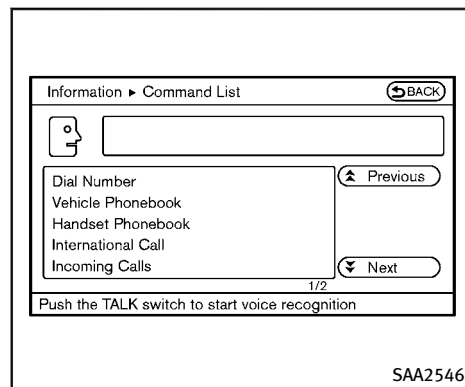 Information ▸ Command List
BACK
Dial Number
Previous
Vehicle Phonebook
Handset Phonebook
International Call
Incoming Calls
Next
1/2
Push the TALK switch to start voice recognition
SAA2546